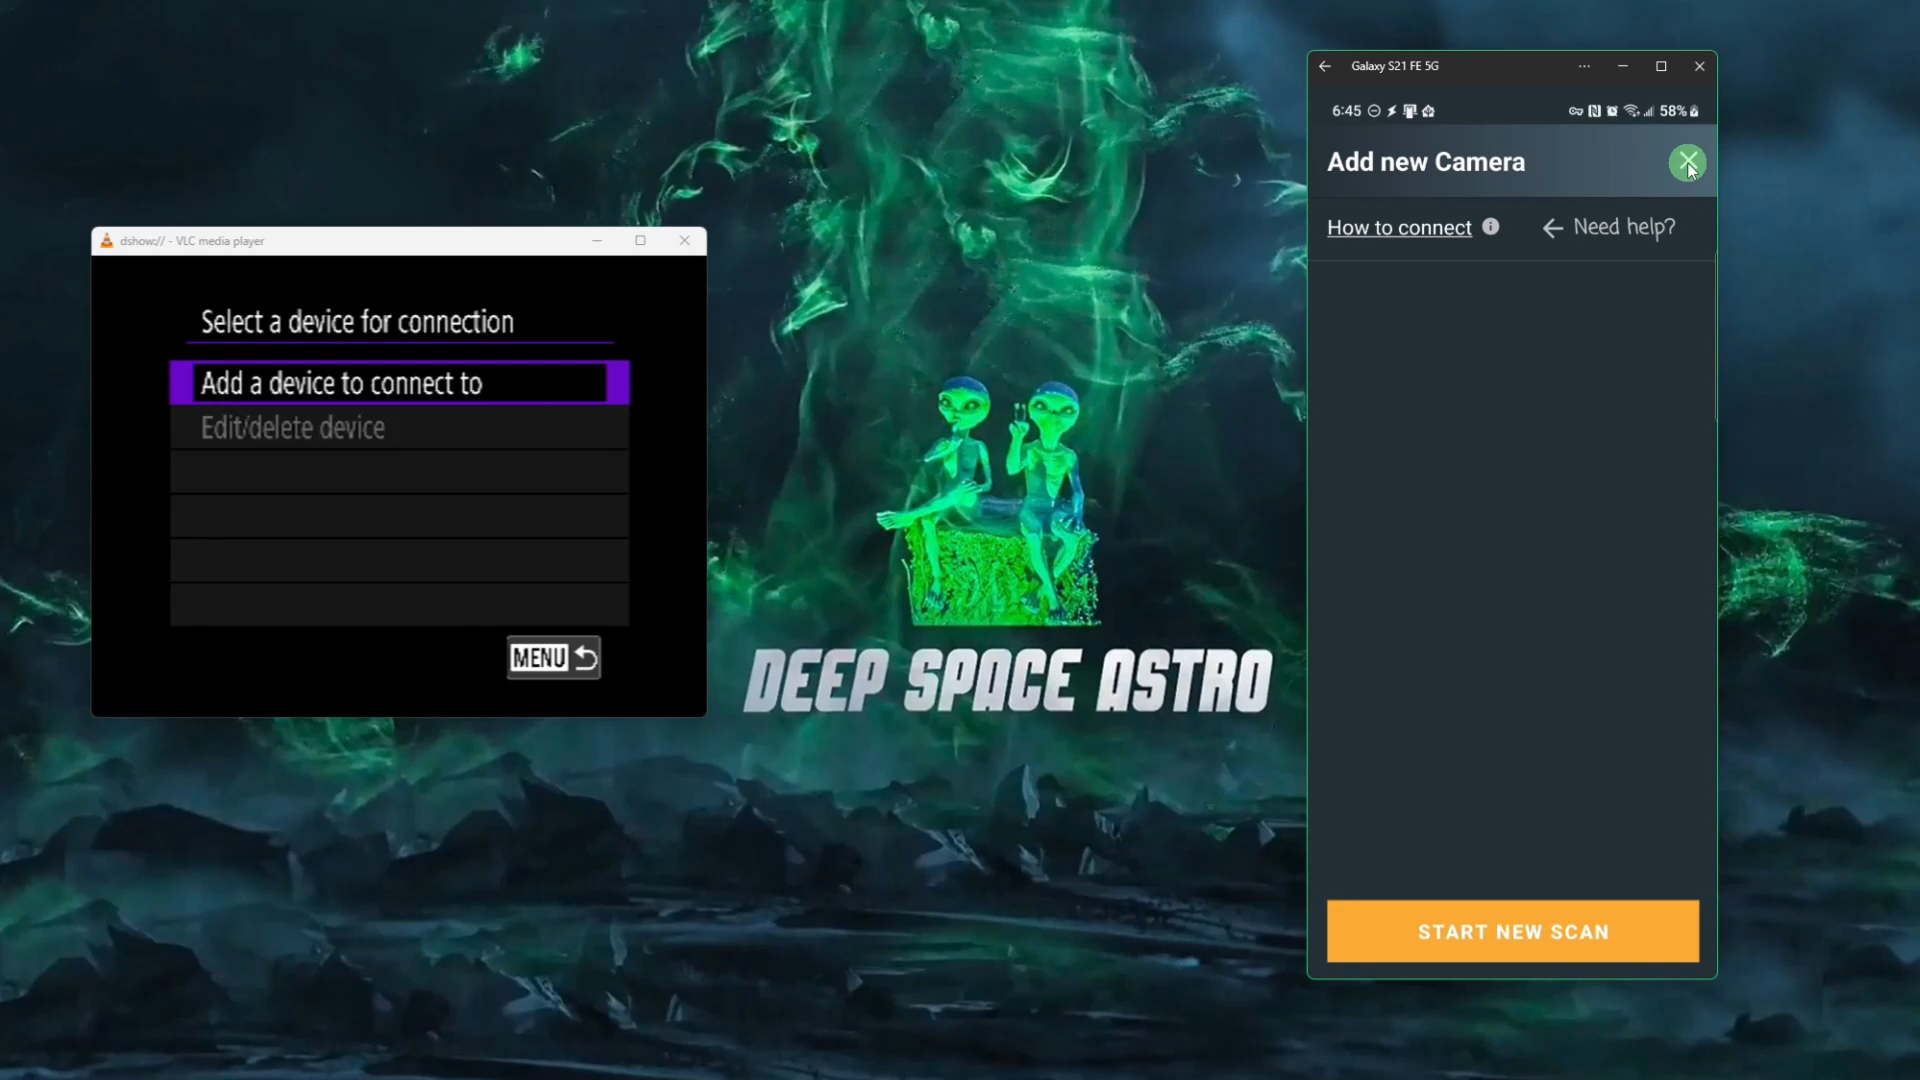 dshow:// - VLC media player
Select a device for connection
Add a device to connect to
Edit/delete device
MENU
DEEP SPACE ASTRO
Galaxy S21 FE 5G
6:45
58%
Add new Camera
How to connect
Need help?
START NEW SCAN